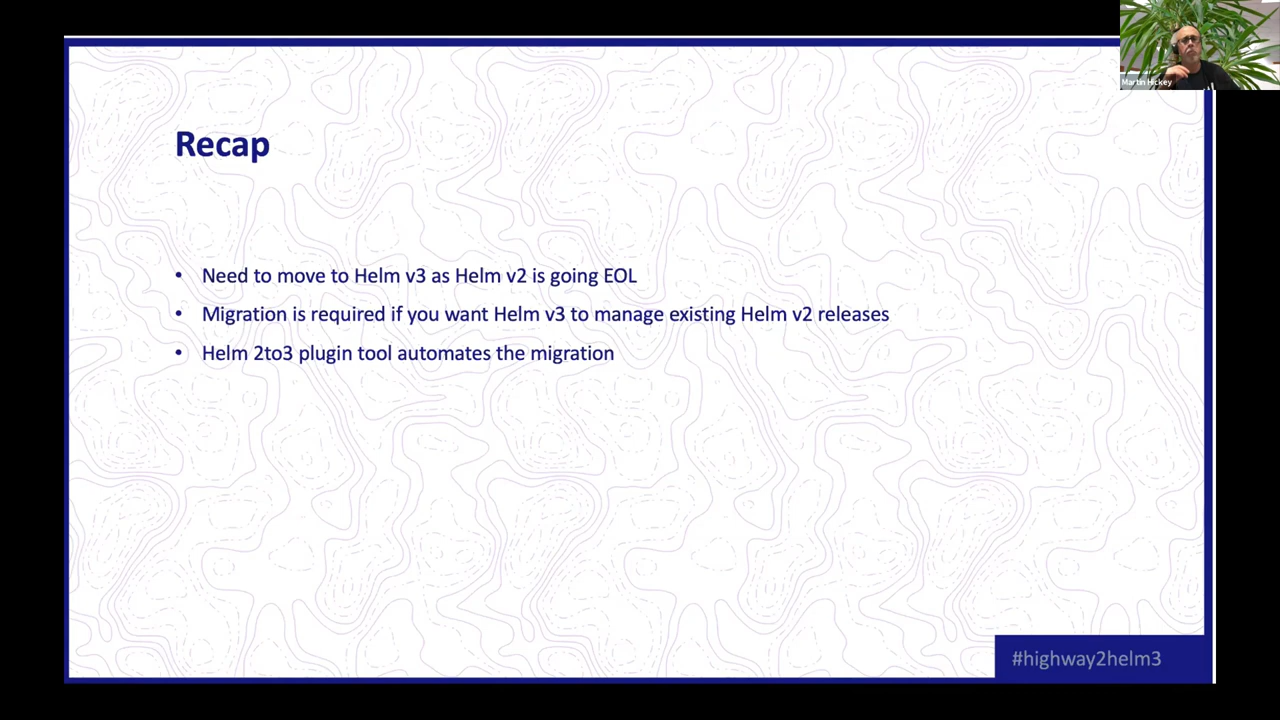 Martin Hickey
Recap
• Need to move to Helm v3 as Helm v2 is going EOL
• Migration is required if you want Helm v3 to manage existing Helm v2 releases
• Helm 2to3 plugin tool automates the migration
#highway2helm3